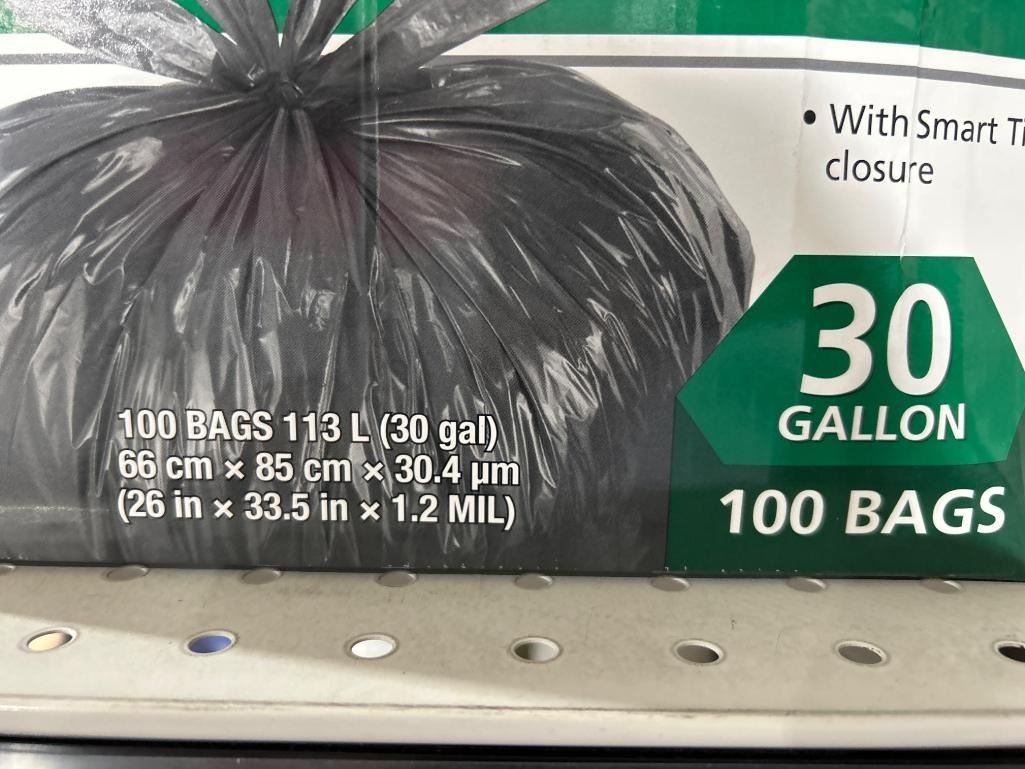 • With Smart
closure
30
GALLON
100 BAGS
100 BAGS 113 L (30 gal)
66 cm × 85 cm × 30.4 µm
(26 in × 33.5 in × 1.2 MIL)